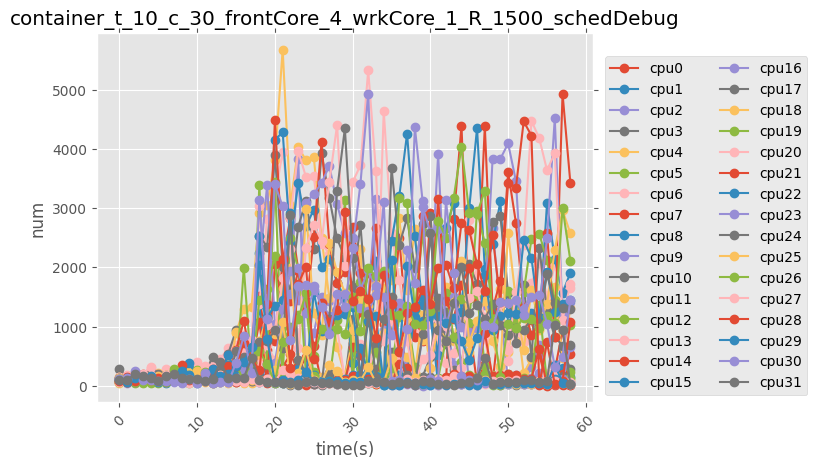 container_t_10_c_30_frontCore_4_wrkCore_1_R_1500_schedDebug
num
5000
4000
3000
2000
1000
0
0
10
20
30
40
50
60
time(s)
cpu0
cpu1
cpu2
cpu3
cpu4
cpu5
cpu6
cpu7
cpu8
cpu9
cpu10
cpu11
cpu12
cpu13
cpu14
cpu15
cpu16
cpu17
cpu18
cpu19
cpu20
cpu21
cpu22
cpu23
cpu24
cpu25
cpu26
cpu27
cpu28
cpu29
cpu30
cpu31